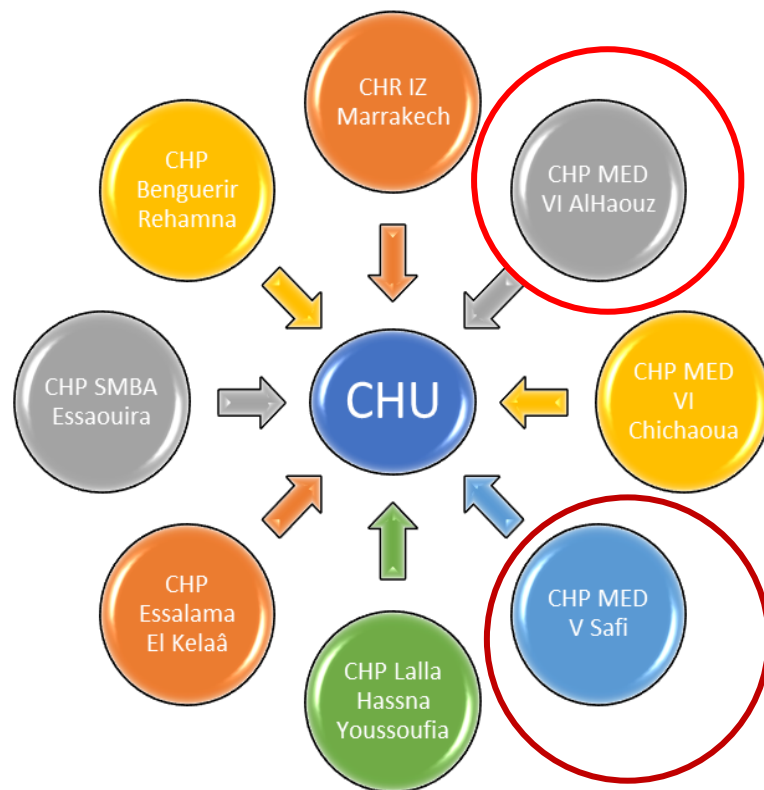 CHR IZ
Marrakech
CHP MED
VI AlHaouz
CHP MED
VI
Chichaoua
CHP MED
V Safi
CHP Lalla
Hassna
Youssoufia
CHP
Essalama
El Kelaâ
CHP SMBA
Essaouira
CHP
Benguerir
Rehamna
CHU